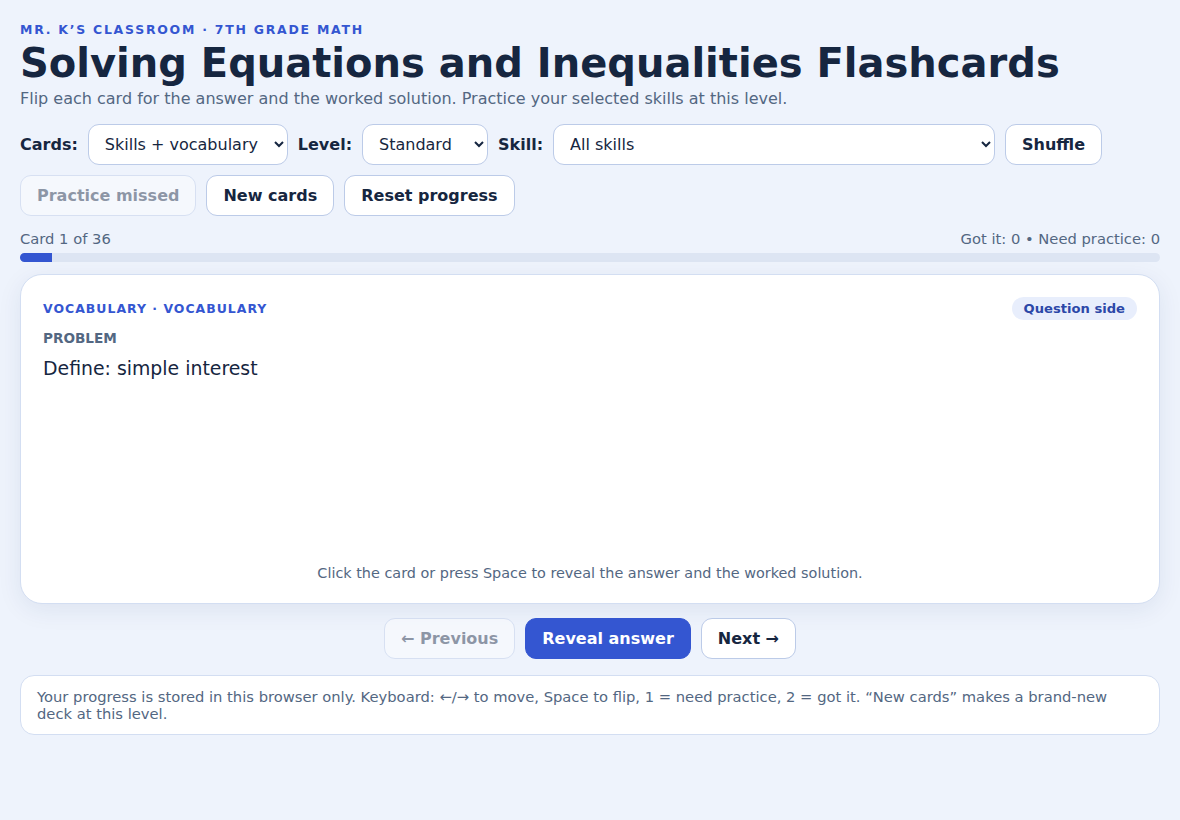 MR. K’S CLASSROOM · 7TH GRADE MATH
Solving Equations and Inequalities Flashcards
Flip each card for the answer and the worked solution. Practice your selected skills at this level.
Cards: Skills + vocabulary Level: Standard Skill: All skills Shuffle
Practice missed New cards Reset progress
Card 1 of 36 Got it: 0 • Need practice: 0
VOCABULARY · VOCABULARY Question side
PROBLEM
Define: simple interest
Click the card or press Space to reveal the answer and the worked solution.
← Previous Reveal answer Next →
Your progress is stored in this browser only. Keyboard: ←/→ to move, Space to flip, 1 = need practice, 2 = got it. “New cards” makes a brand-new
deck at this level.